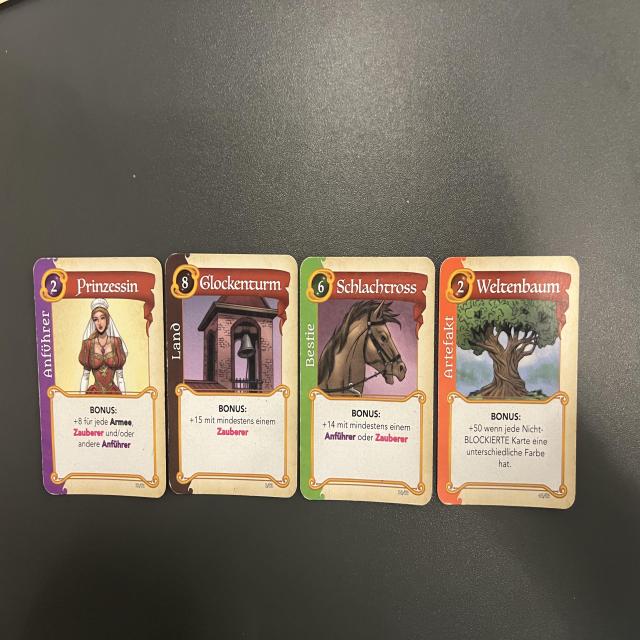 2 Prinzessin
Anführer
BONUS:
+8 für jede Armee,
Zauberer und/oder
andere Anführer
8 Glockenturm
Land
BONUS:
+15 mit mindestens einem
Zauberer
6 Schlachtross
Bestie
BONUS:
+14 mit mindestens einem
Anführer oder Zauberer
2 Weltenbaum
Artefakt
BONUS:
+50 wenn jede Nicht-
BLOCKIERTE Karte eine
unterschiedliche Farbe
hat.